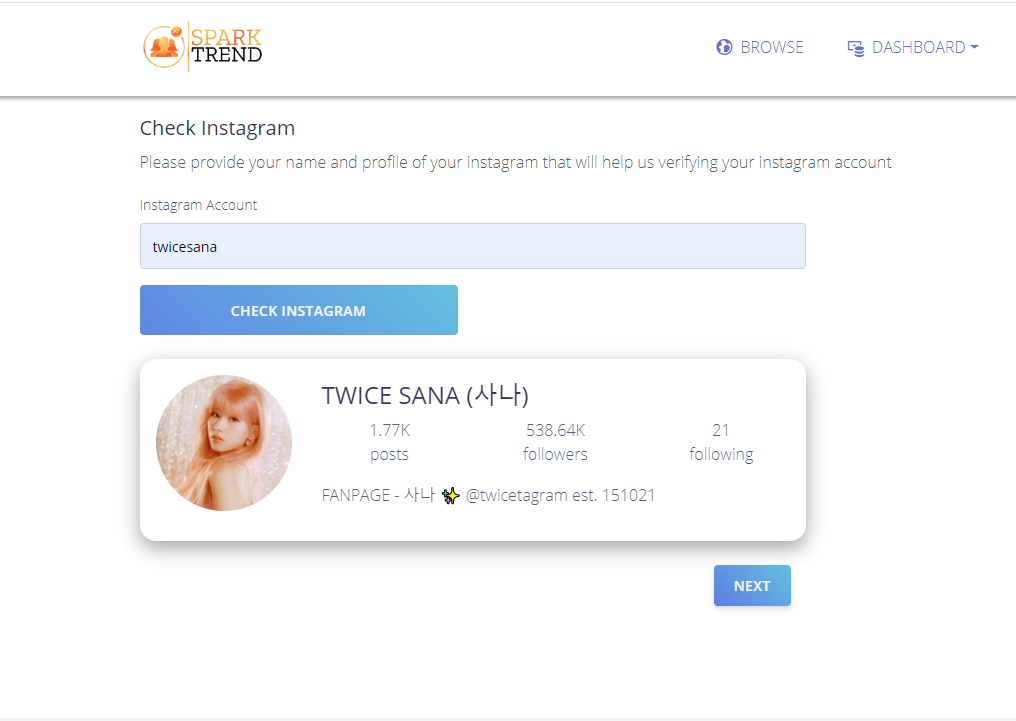 SPARK
TREND
BROWSE
DASHBOARD
Check Instagram
Please provide your name and profile of your instagram that will help us verifying your instagram account
Instagram Account
twicesana
CHECK INSTAGRAM
TWICE SANA (사나)
1.77K 538.64K 21
posts followers following
FANPAGE - 사나 ✨ @twicetagram est. 151021
NEXT